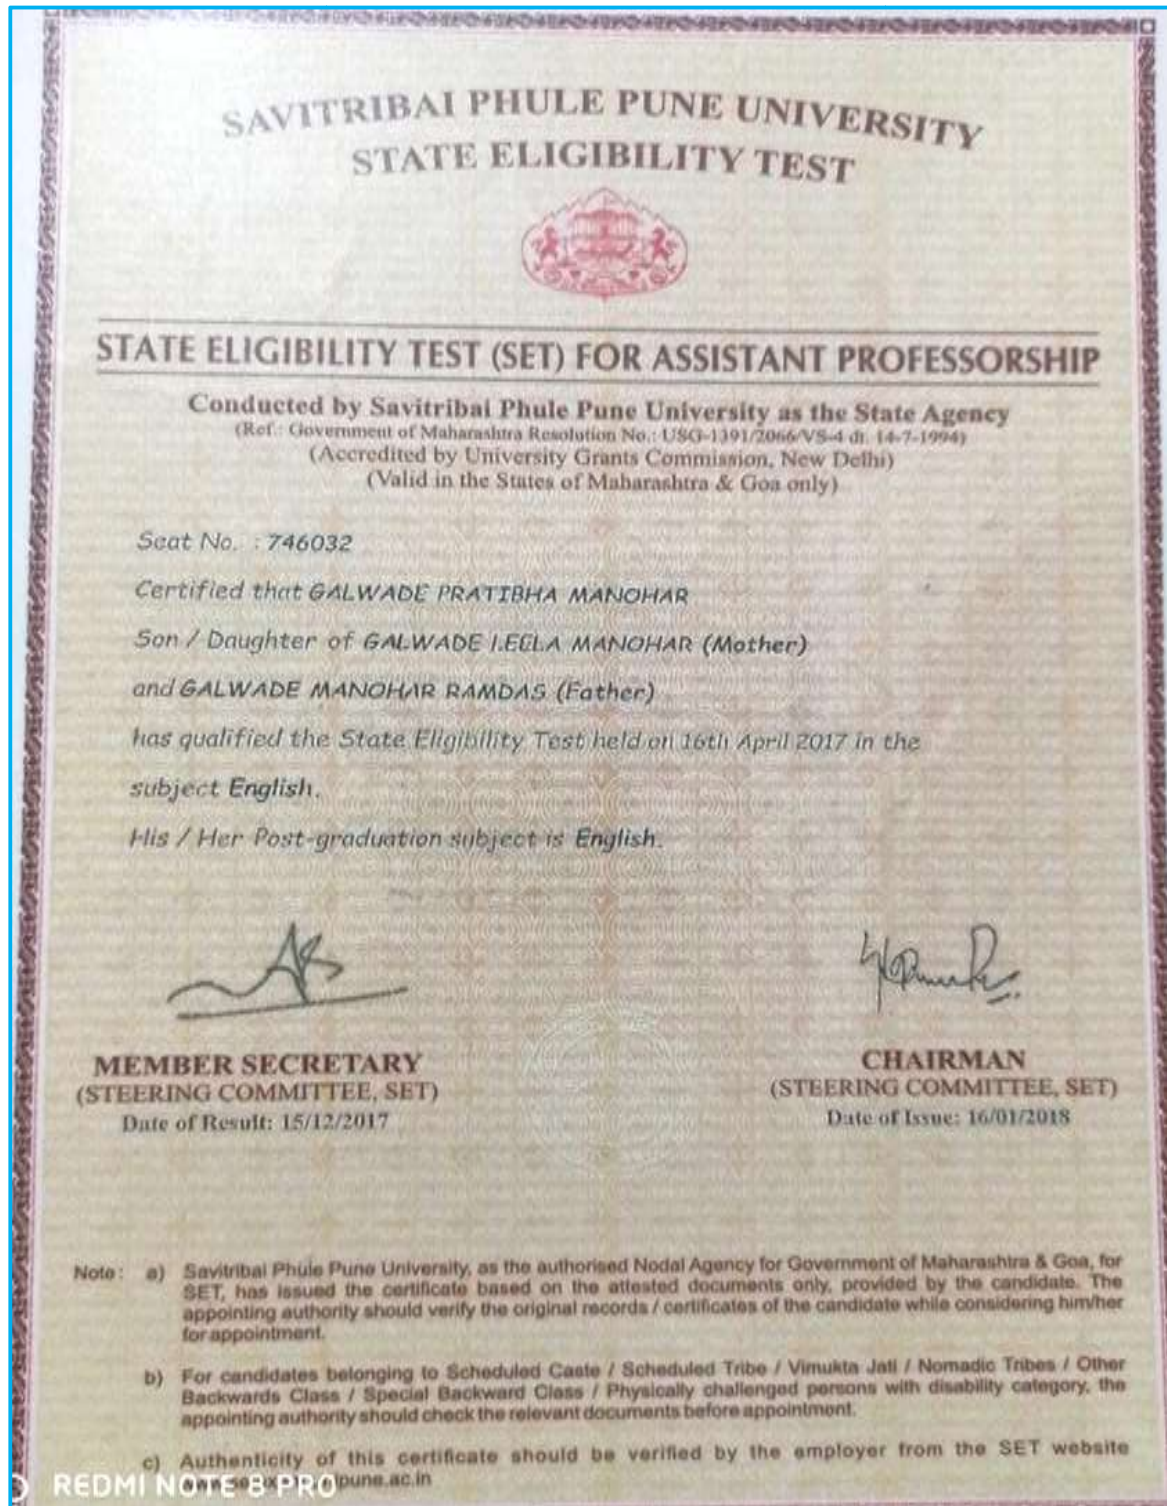 SAVITRIBAI PHULE PUNE UNIVERSITY
STATE ELIGIBILITY TEST
STATE ELIGIBILITY TEST (SET) FOR ASSISTANT PROFESSORSHIP
Conducted by Savitribai Phule Pune University as the State Agency
(Ref.: Government of Maharashtra Resolution No.: USG-1391/2066/VS-4 dt. 14-7-1994)
(Accredited by University Grants Commission, New Delhi)
(Valid in the States of Maharashtra & Goa only)
Seat No. : 746032
Certified that GALWADE PRATIBHA MANOHAR
Son / Daughter of GALWADE LEELA MANOHAR (Mother)
and GALWADE MANOHAR RAMDAS (Father)
has qualified the State Eligibility Test held on 16th April 2017 in the
subject English.
His / Her Post-graduation subject is English.
MEMBER SECRETARY
(STEERING COMMITTEE, SET)
Date of Result: 15/12/2017
CHAIRMAN
(STEERING COMMITTEE, SET)
Date of Issue: 16/01/2018
Note : a) Savitribai Phule Pune University, as the authorised Nodal Agency for Government of Maharashtra & Goa, for
SET, has issued the certificate based on the attested documents only, provided by the candidate. The
appointing authority should verify the original records / certificates of the candidate while considering him/her
for appointment.
b) For candidates belonging to Scheduled Caste / Scheduled Tribe / Vimukta Jati / Nomadic Tribes / Other
Backwards Class / Special Backward Class / Physically challenged persons with disability category, the
appointing authority should check the relevant documents before appointment.
c) Authenticity of this certificate should be verified by the employer from the SET website
pune.ac.in
REDMI NOTE 8 PRO